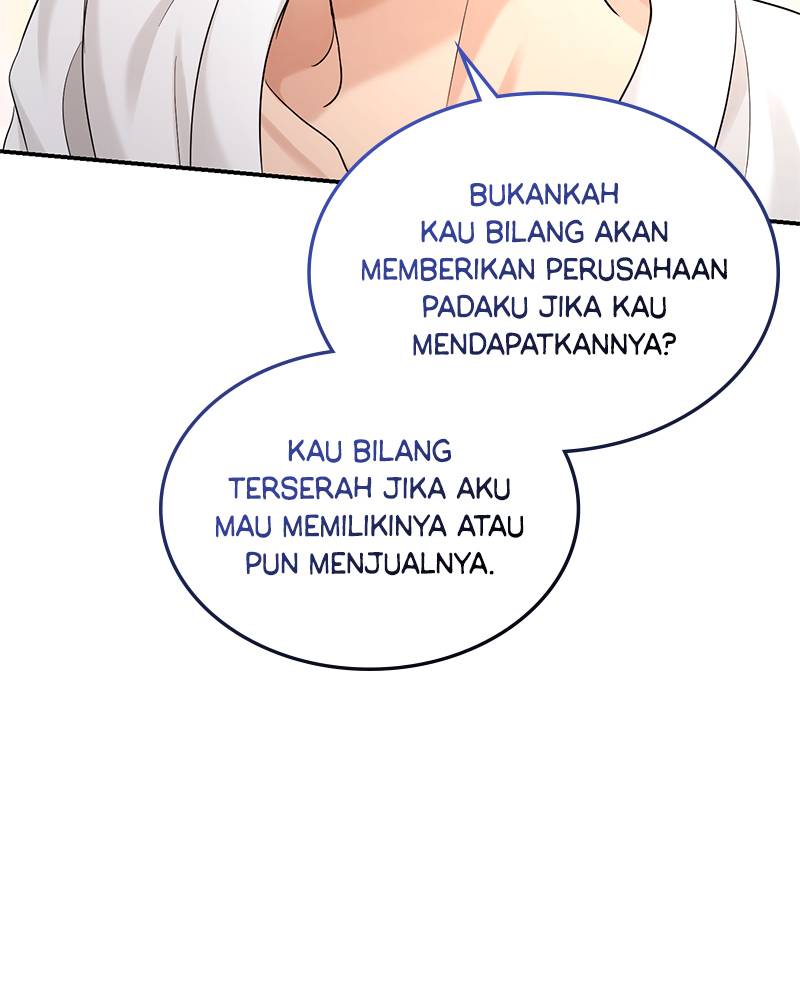 BUKANKAH
KAU BILANG AKAN
MEMBERIKAN PERUSAHAAN
PADAKU JIKA KAU
MENDAPATKANNYA?
KAU BILANG
TERSERAH JIKA AKU
MAU MEMILIKINYA ATAU
PUN MENJUALNYA.